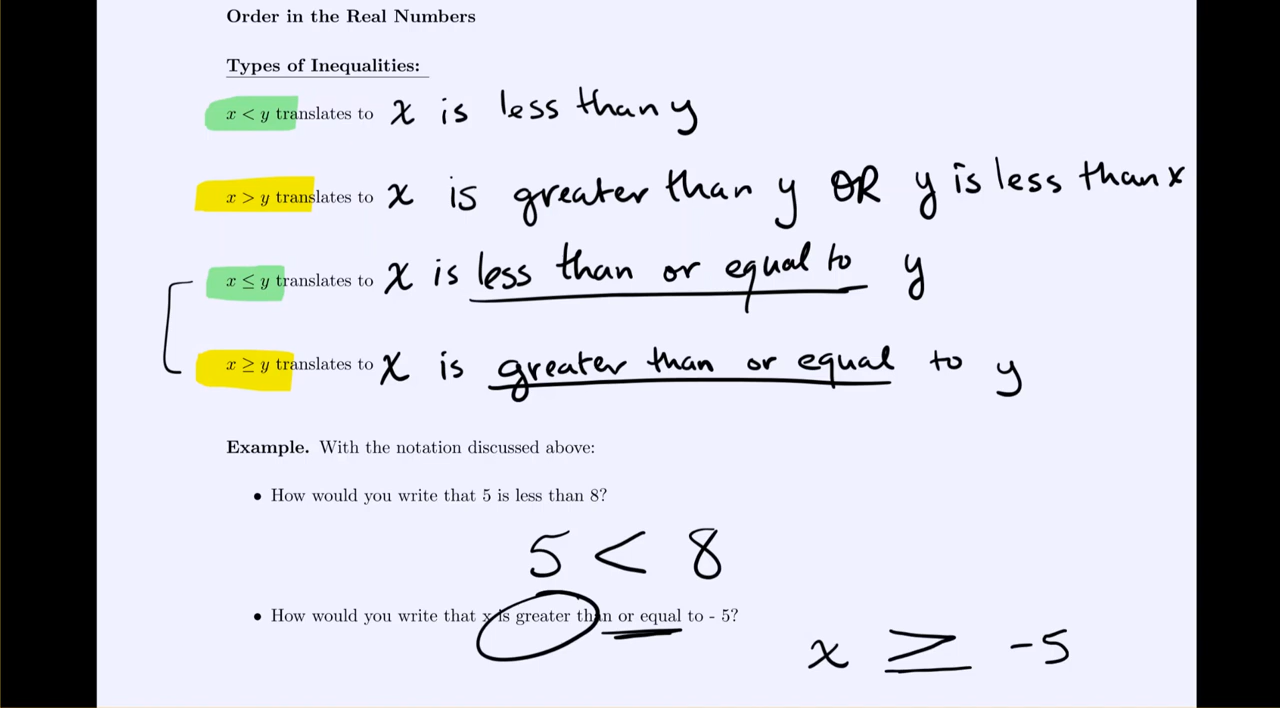 Order in the Real Numbers
Types of Inequalities:
x < y translates to x is less than y
x > y translates to x is greater than y OR y is less than x
x ≤ y translates to x is less than or equal to y
x ≥ y translates to x is greater than or equal to y
Example. With the notation discussed above:
• How would you write that 5 is less than 8?
5 < 8
• How would you write that x is greater than or equal to - 5?
x ≥ -5